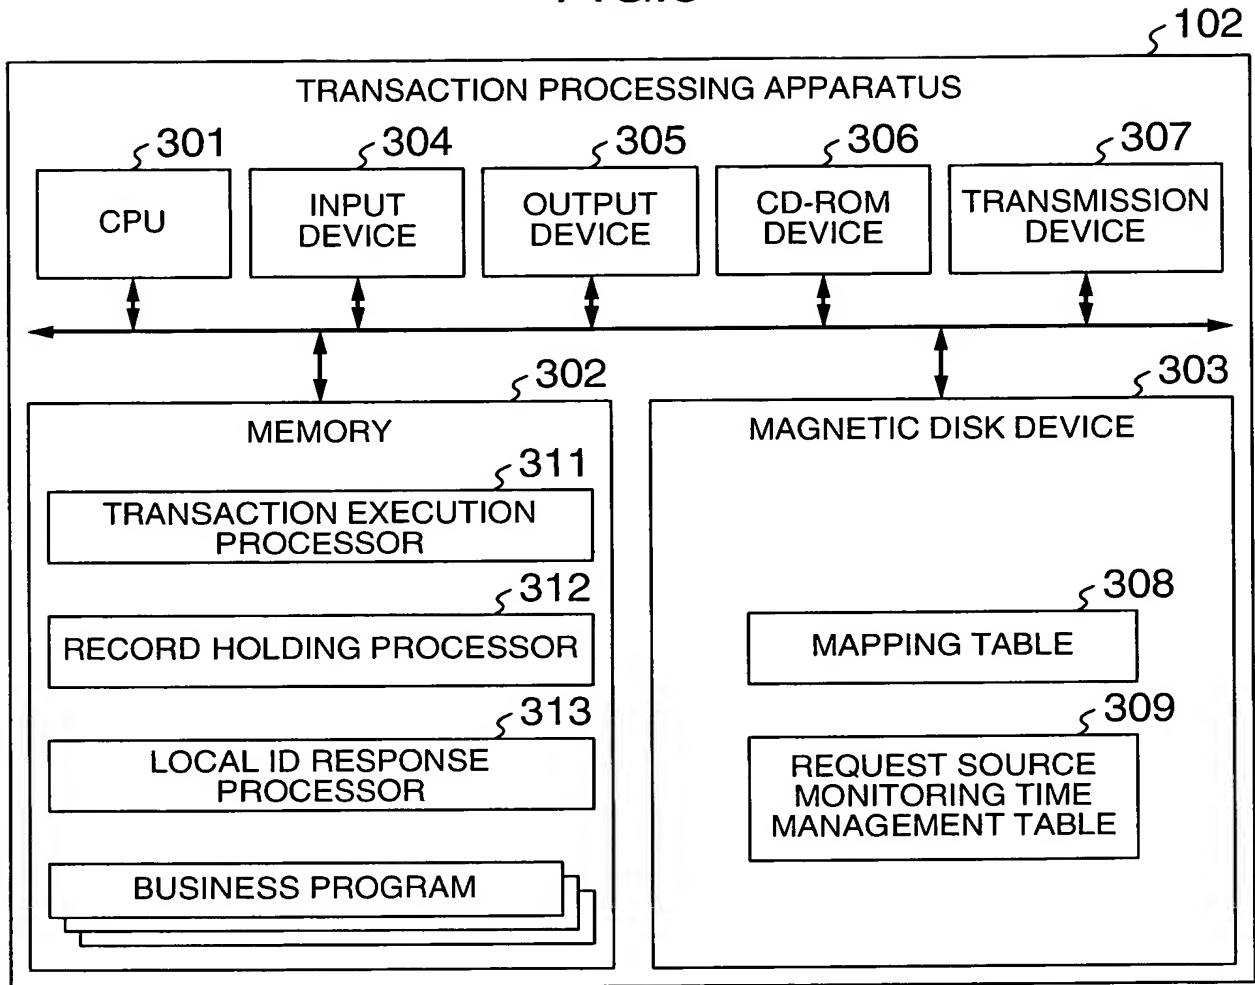 102
TRANSACTION PROCESSING APPARATUS
301
304
305
306
307
CPU
INPUT
DEVICE
OUTPUT
DEVICE
CD-ROM
DEVICE
TRANSMISSION
DEVICE
302
MEMORY
311
TRANSACTION EXECUTION
PROCESSOR
312
RECORD HOLDING PROCESSOR
313
LOCAL ID RESPONSE
PROCESSOR
BUSINESS PROGRAM
303
MAGNETIC DISK DEVICE
308
MAPPING TABLE
309
REQUEST SOURCE
MONITORING TIME
MANAGEMENT TABLE